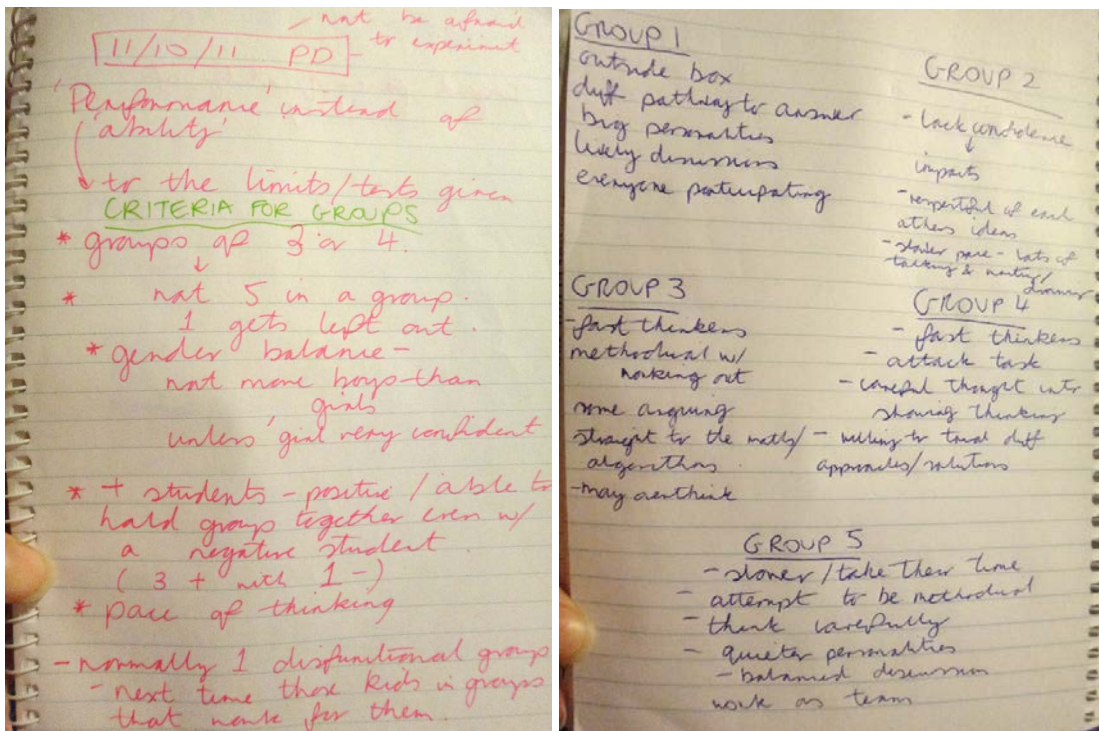 not be afraid
to experiment
11/10/11 PD
'Performance' instead of
'ability'
to the limits/tests given
CRITERIA FOR GROUPS
* groups of 3 or 4.
* not 5 in a group.
1 gets left out.
* gender balance -
not more boys than
girls
unless girl very confident
* + students - positive / able to
hold group together even w/
a negative student
(3 + with 1 -)
* pace of thinking
- normally 1 disfunctional group
- next time those kids in groups
that work for them.
GROUP 1
outside box
diff pathway to answer
big personalities
lively discussions
everyone participating
GROUP 2
- lack confidence
impacts
- respectful of each
others ideas
- slower pace - lots of
talking & writing/
GROUP 3
- fast thinkers
methodical w/
working out
some arguing
straight to the maths/
algorithms
- may overthink
GROUP 4
- fast thinkers
- attack task
- careful thought into
showing thinking
- willing to trial diff
approaches/solutions
GROUP 5
- slower / take their time
- attempt to be methodical
- think carefully
- quieter personalities
- balanced discussion
work as team